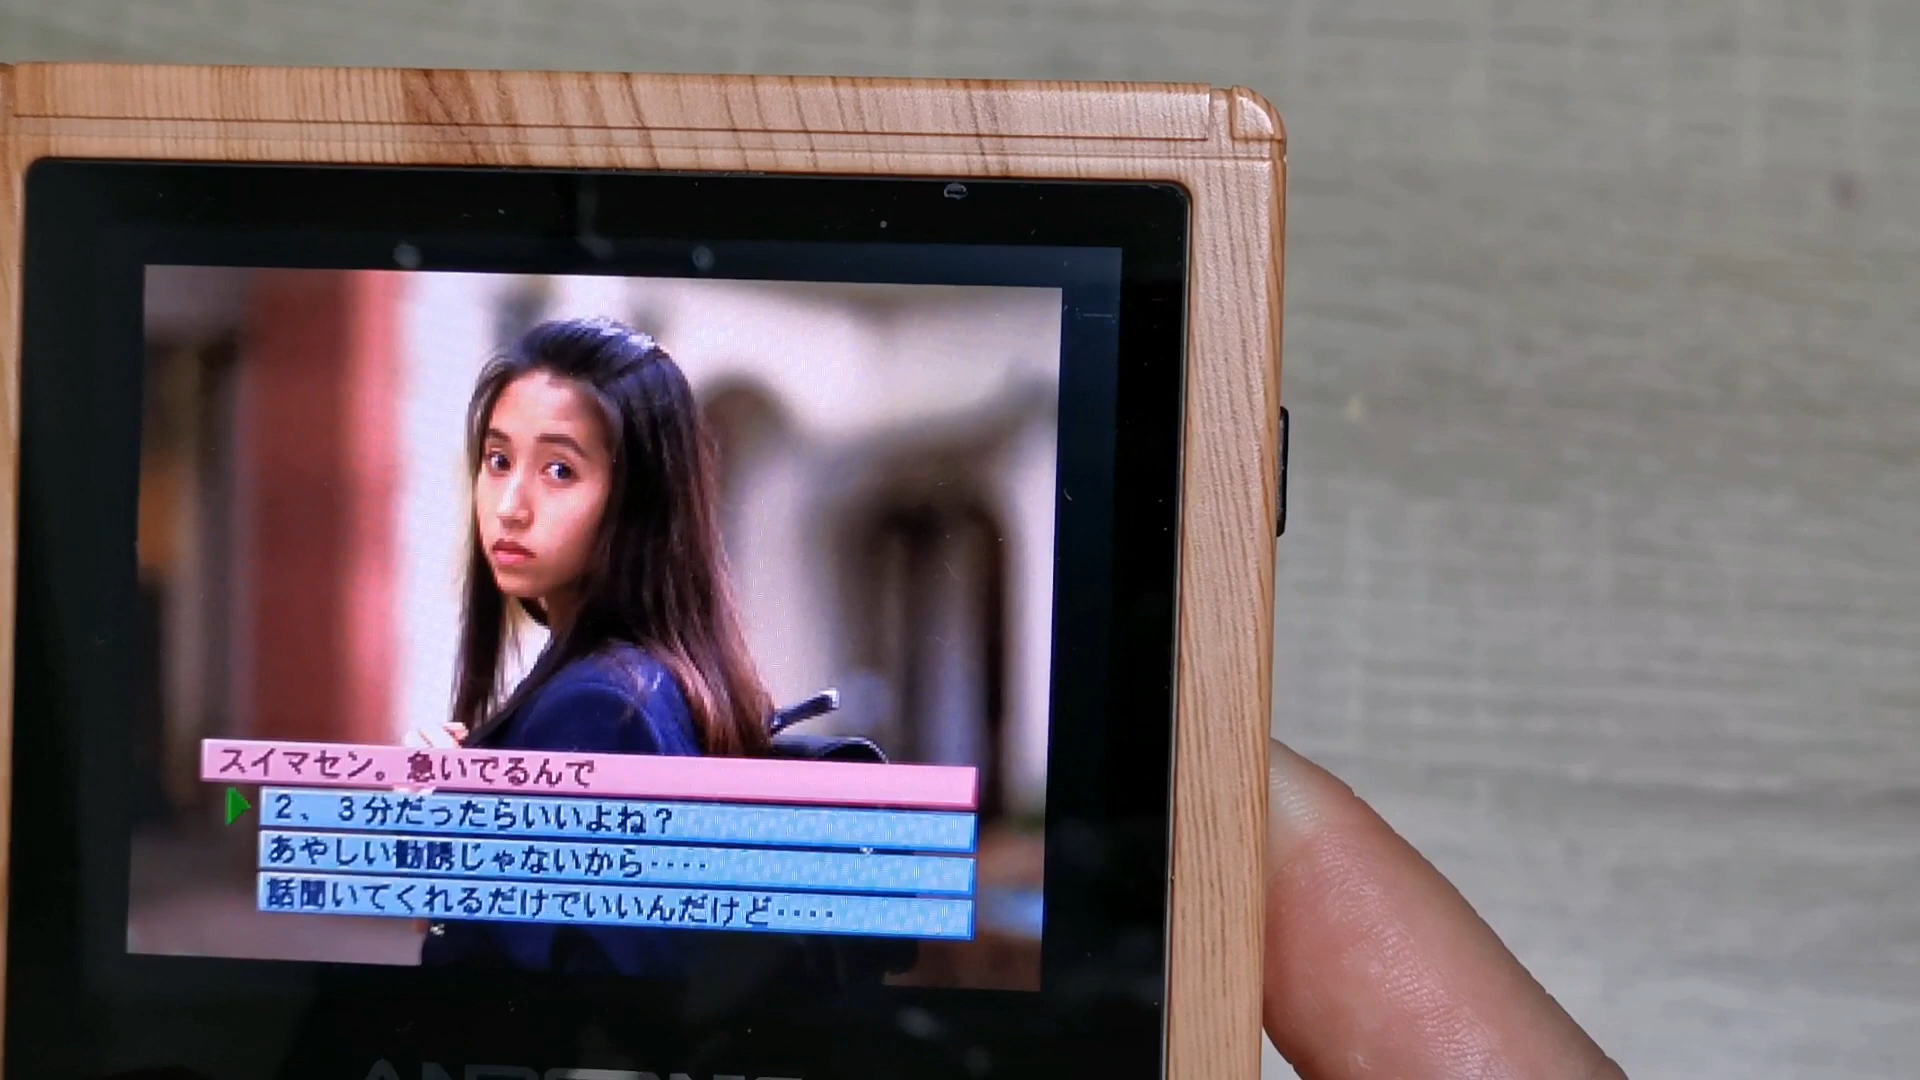 スイマセン。急いでるんで
2、3分だったらいいよね？
あやしい勧誘じゃないから‥‥
話聞いてくれるだけでいいんだけど‥‥